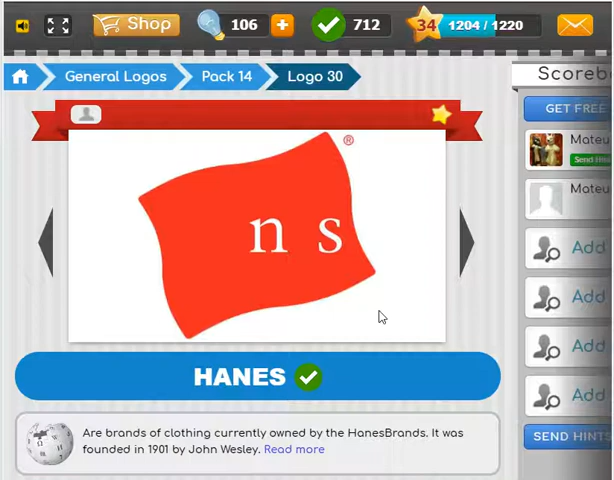 Shop 106 + 712 34 1204 / 1220
General Logos Pack 14 Logo 30
Scoreb
GET FREE
Mateu
Send Hin
Mateu
®
n s
Add
Add
Add
Add
HANES
SEND HINTS
Are brands of clothing currently owned by the HanesBrands. It was
founded in 1901 by John Wesley. Read more